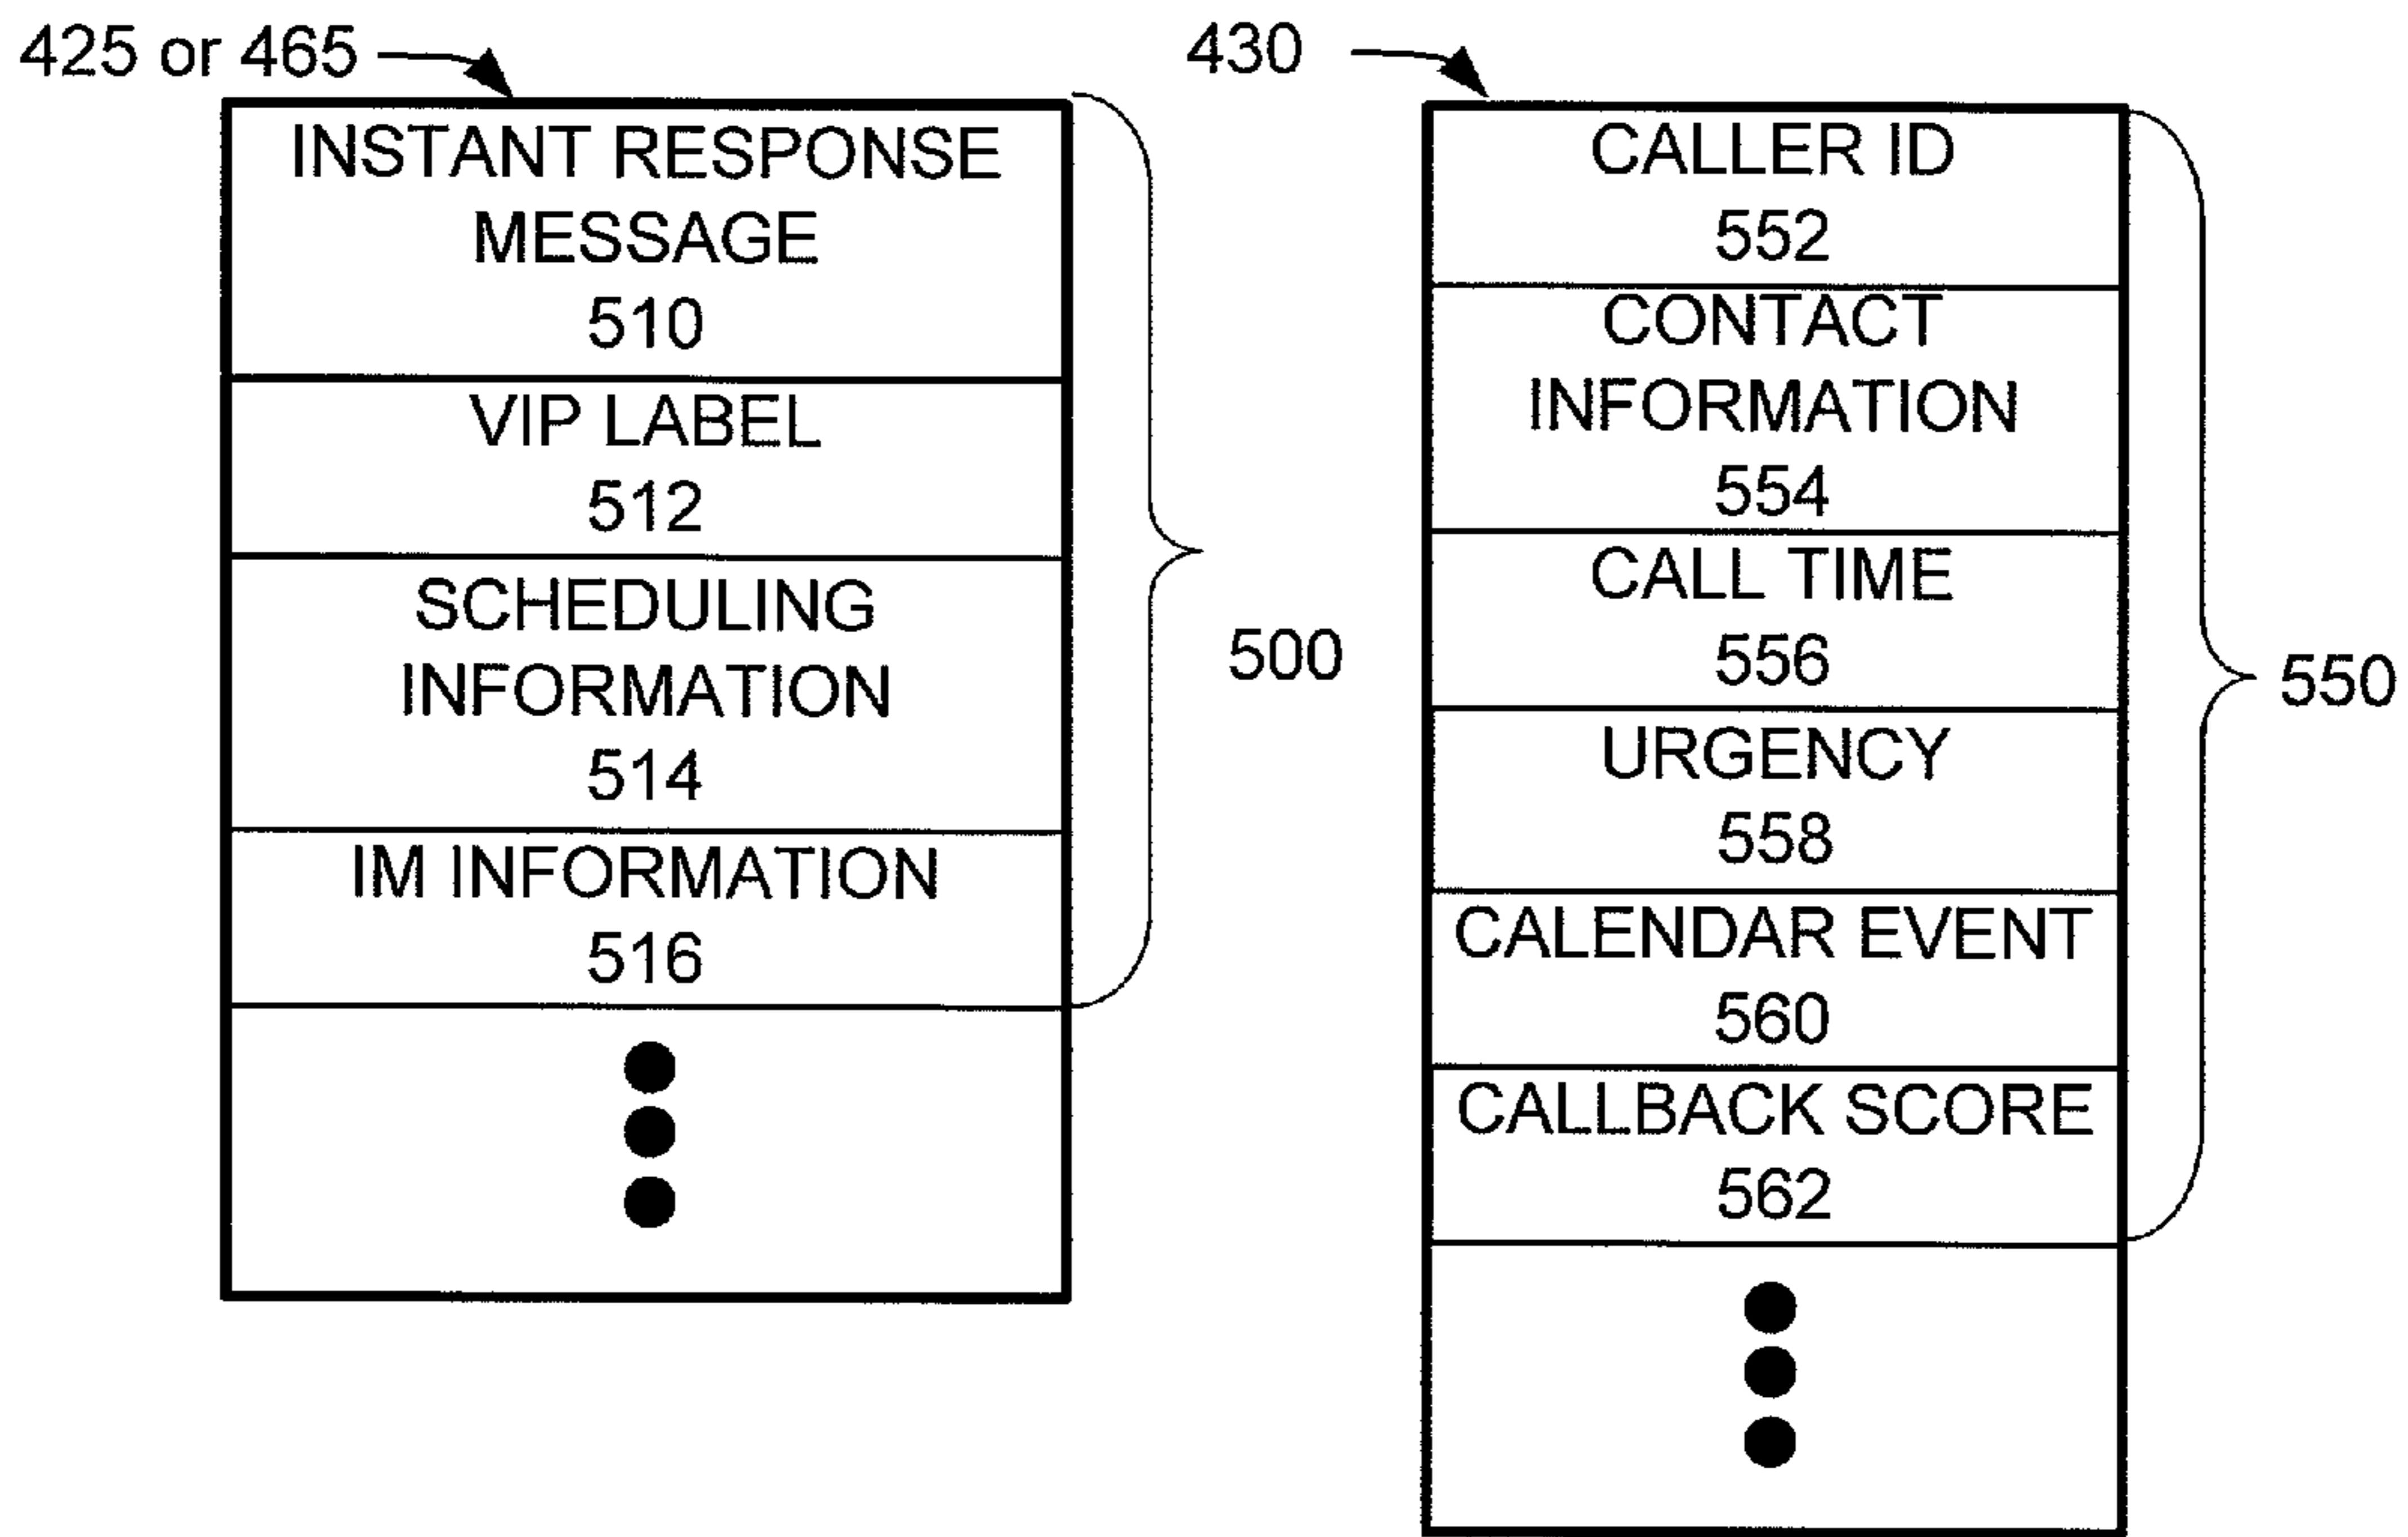 425 or 465
INSTANT RESPONSE
MESSAGE
510
VIP LABEL
512
SCHEDULING
INFORMATION
514
IM INFORMATION
516
500
430
CALLER ID
552
CONTACT
INFORMATION
554
CALL TIME
556
URGENCY
558
CALENDAR EVENT
560
CALLBACK SCORE
562
550